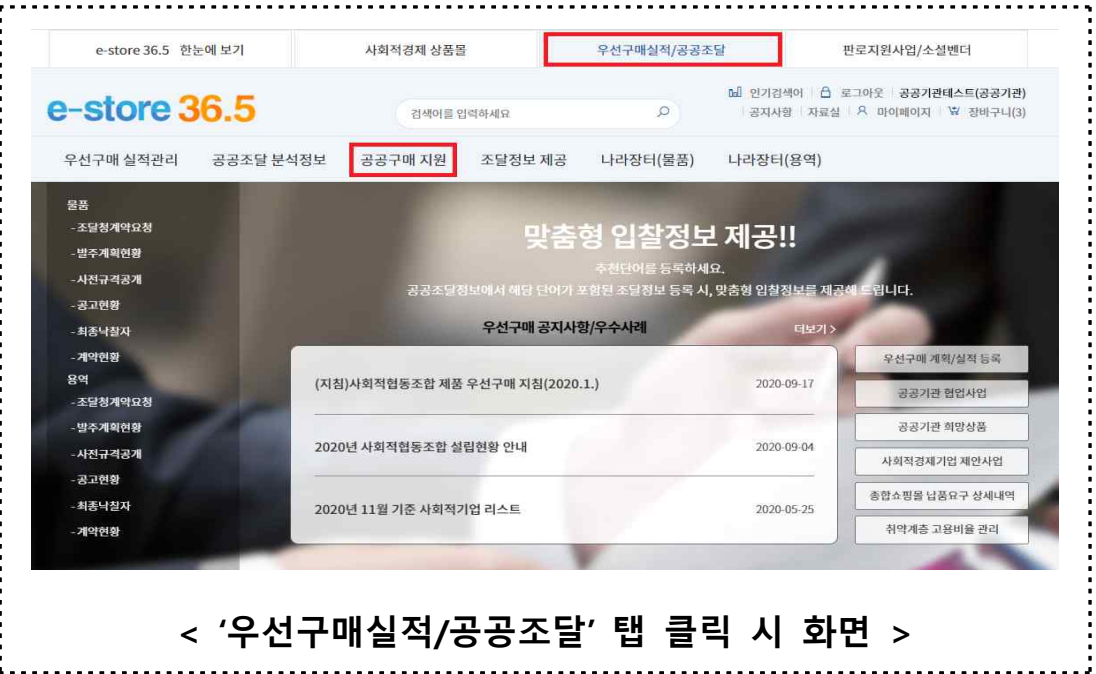 e-store 36.5 한눈에 보기
사회적경제 상품몰
우선구매실적/공공조달
판로지원사업/소셜벤더
e-store 36.5
검색어를 입력하세요
인기검색어 로그아웃 공공기관테스트(공공기관)
공지사항 자료실 마이페이지 장바구니(3)
우선구매 실적관리 공공조달 분석정보 공공구매 지원 조달정보 제공 나라장터(물품) 나라장터(용역)
물품
-조달청계약요청
-발주계획현황
-사전규격공개
-공고현황
-최종낙찰자
-계약현황
용역
-조달청계약요청
-발주계획현황
-사전규격공개
-공고현황
-최종낙찰자
-계약현황
맞춤형 입찰정보 제공!!
추천단어를 등록하세요.
공공조달정보에서 해당 단어가 포함된 조달정보 등록 시, 맞춤형 입찰정보를 제공해 드립니다.
우선구매 공지사항/우수사례
더보기 >
(지침)사회적협동조합 제품 우선구매 지침(2020.1.) 2020-09-17
2020년 사회적협동조합 설립현황 안내 2020-09-04
2020년 11월 기준 사회적기업 리스트 2020-05-25
우선구매 계획/실적 등록
공공기관 협업사업
공공기관 희망상품
사회적경제기업 제안사업
종합쇼핑몰 납품요구 상세내역
취약계층 고용비율 관리
< ‘우선구매실적/공공조달’ 탭 클릭 시 화면 >